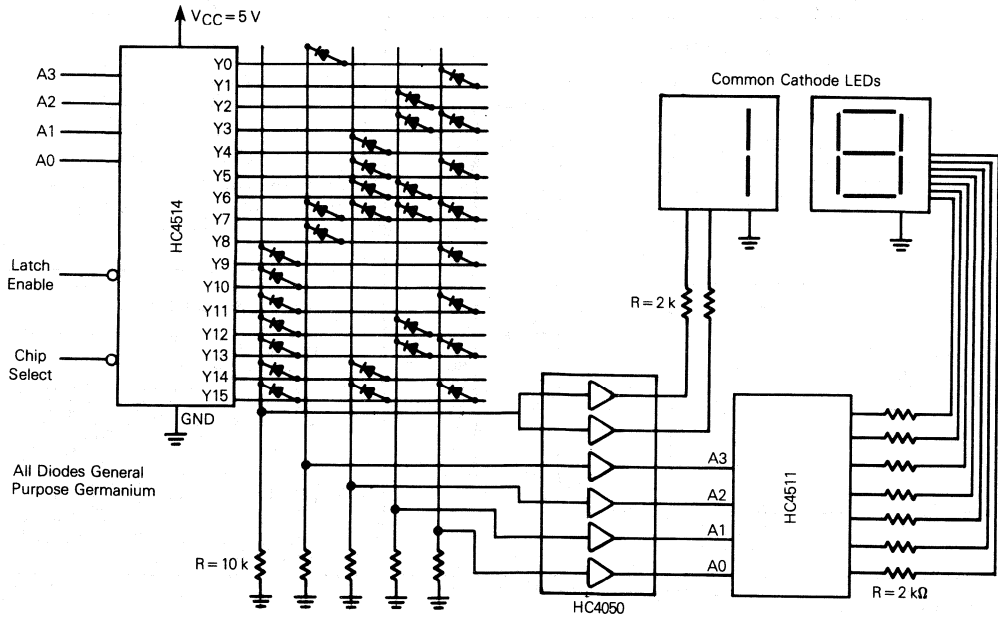 VCC = 5 V
A3
A2
A1
A0
HC4514
Latch
Enable
Chip
Select
GND
Y0
Y1
Y2
Y3
Y4
Y5
Y6
Y7
Y8
Y9
Y10
Y11
Y12
Y13
Y14
Y15
Common Cathode LEDs
R = 2 k
All Diodes General
Purpose Germanium
R = 10 k
HC4050
A3
A2
A1
A0
HC4511
R = 2 kΩ